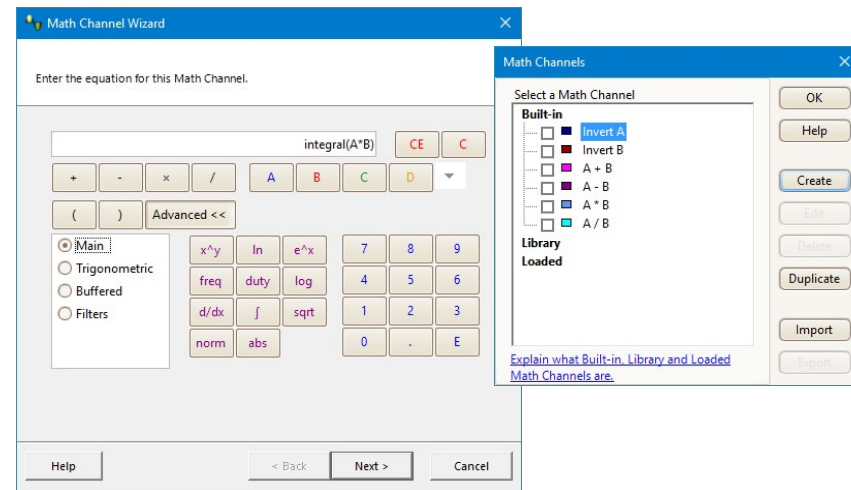 Math Channel Wizard
Enter the equation for this Math Channel.
integral(A*B) CE C
+ - × / A B C D
( ) Advanced <<
Main
Trigonometric
Buffered
Filters
x^y ln e^x 7 8 9
freq duty log 4 5 6
d/dx ∫ sqrt 1 2 3
norm abs 0 . E
Help < Back Next > Cancel
Math Channels
Select a Math Channel
Built-in
Invert A
Invert B
A + B
A - B
A * B
A / B
Library
Loaded
Explain what Built-in, Library and Loaded
Math Channels are.
OK
Help
Create
Edit
Delete
Duplicate
Import
Export